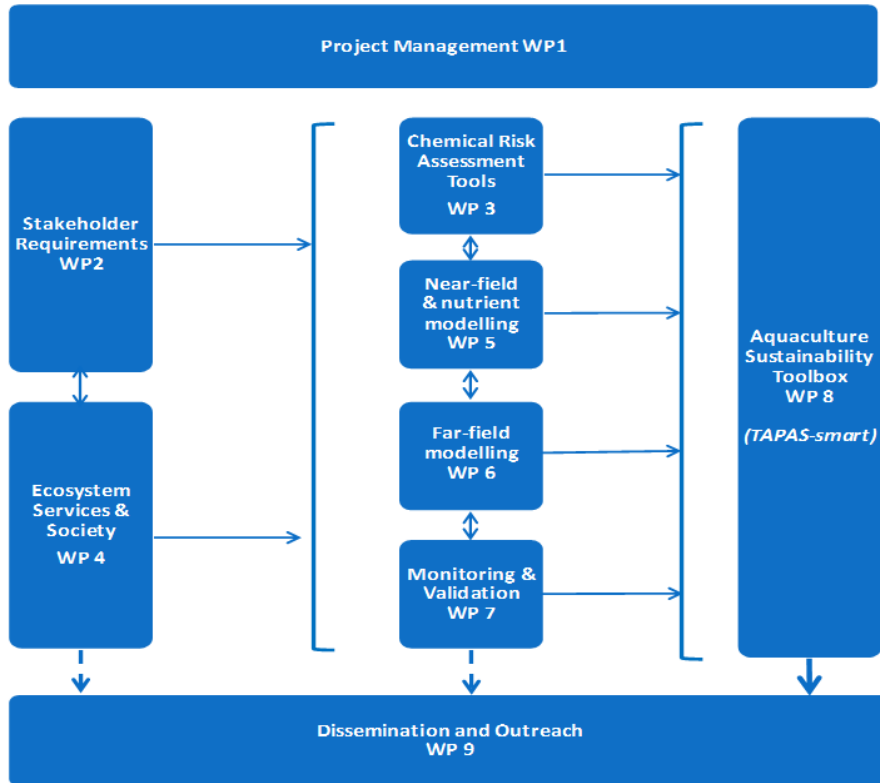 Project Management WP1
Stakeholder
Requirements
WP2
Ecosystem
Services &
Society
WP 4
Chemical Risk
Assessment
Tools
WP 3
Near-field
& nutrient
modelling
WP 5
Far-field
modelling
WP 6
Monitoring &
Validation
WP 7
Aquaculture
Sustainability
Toolbox
WP 8
(TAPAS-smart)
Dissemination and Outreach
WP 9